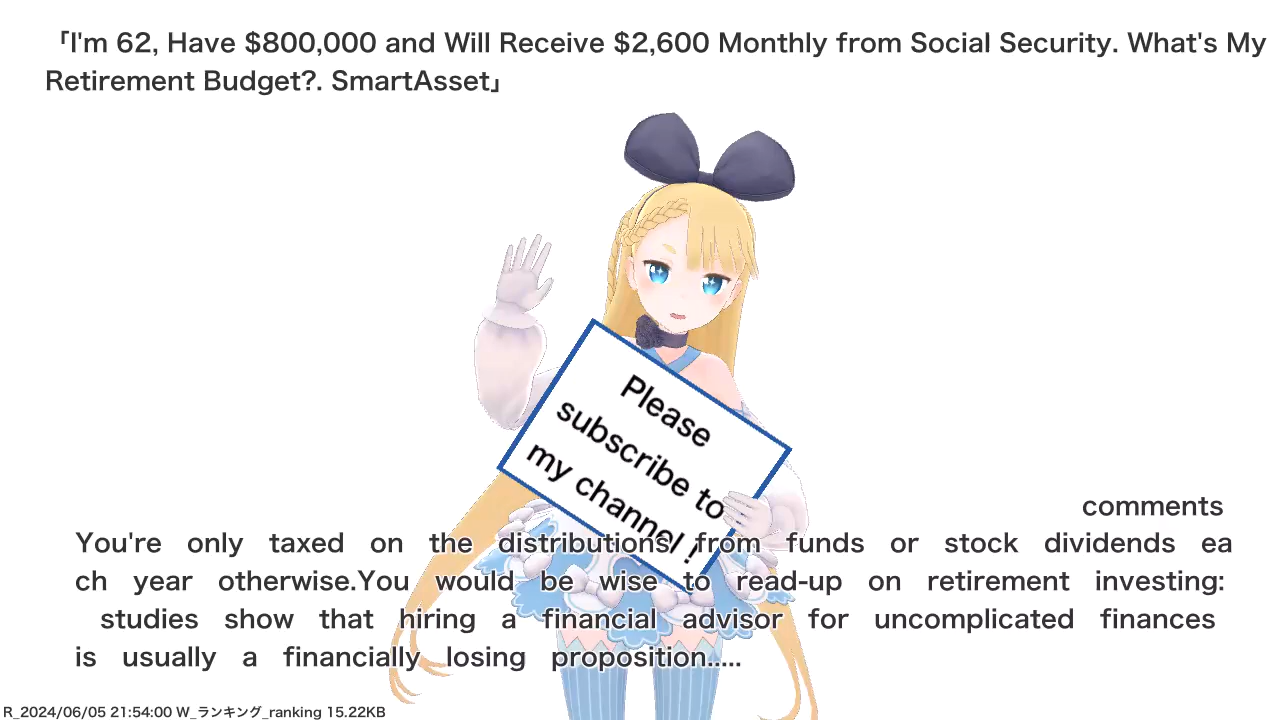 「I'm 62, Have $800,000 and Will Receive $2,600 Monthly from Social Security. What's My
Retirement Budget?. SmartAsset」
Please
subscribe to
my channel !
comments
You're only taxed on the distributions from funds or stock dividends ea
ch year otherwise.You would be wise to read-up on retirement investing:
studies show that hiring a financial advisor for uncomplicated finances
is usually a financially losing proposition.....
R_2024/06/05 21:54:00 W_ランキング_ranking 15.22KB